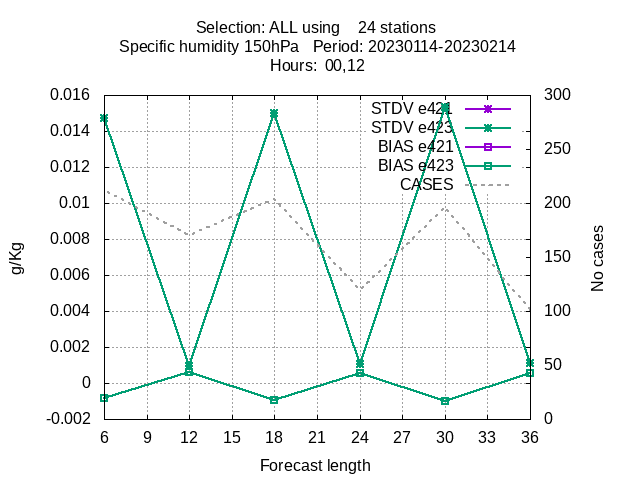 Selection: ALL using    24 stations
Specific humidity 150hPa   Period: 20230114-20230214
Hours: 00,12
STDV e421
STDV e423
BIAS e421
BIAS e423
CASES
0.016
0.014
0.012
0.01
0.008
0.006
0.004
0.002
0
-0.002
g/Kg
300
250
200
150
100
50
0
No cases
6 9 12 15 18 21 24 27 30 33 36
Forecast length